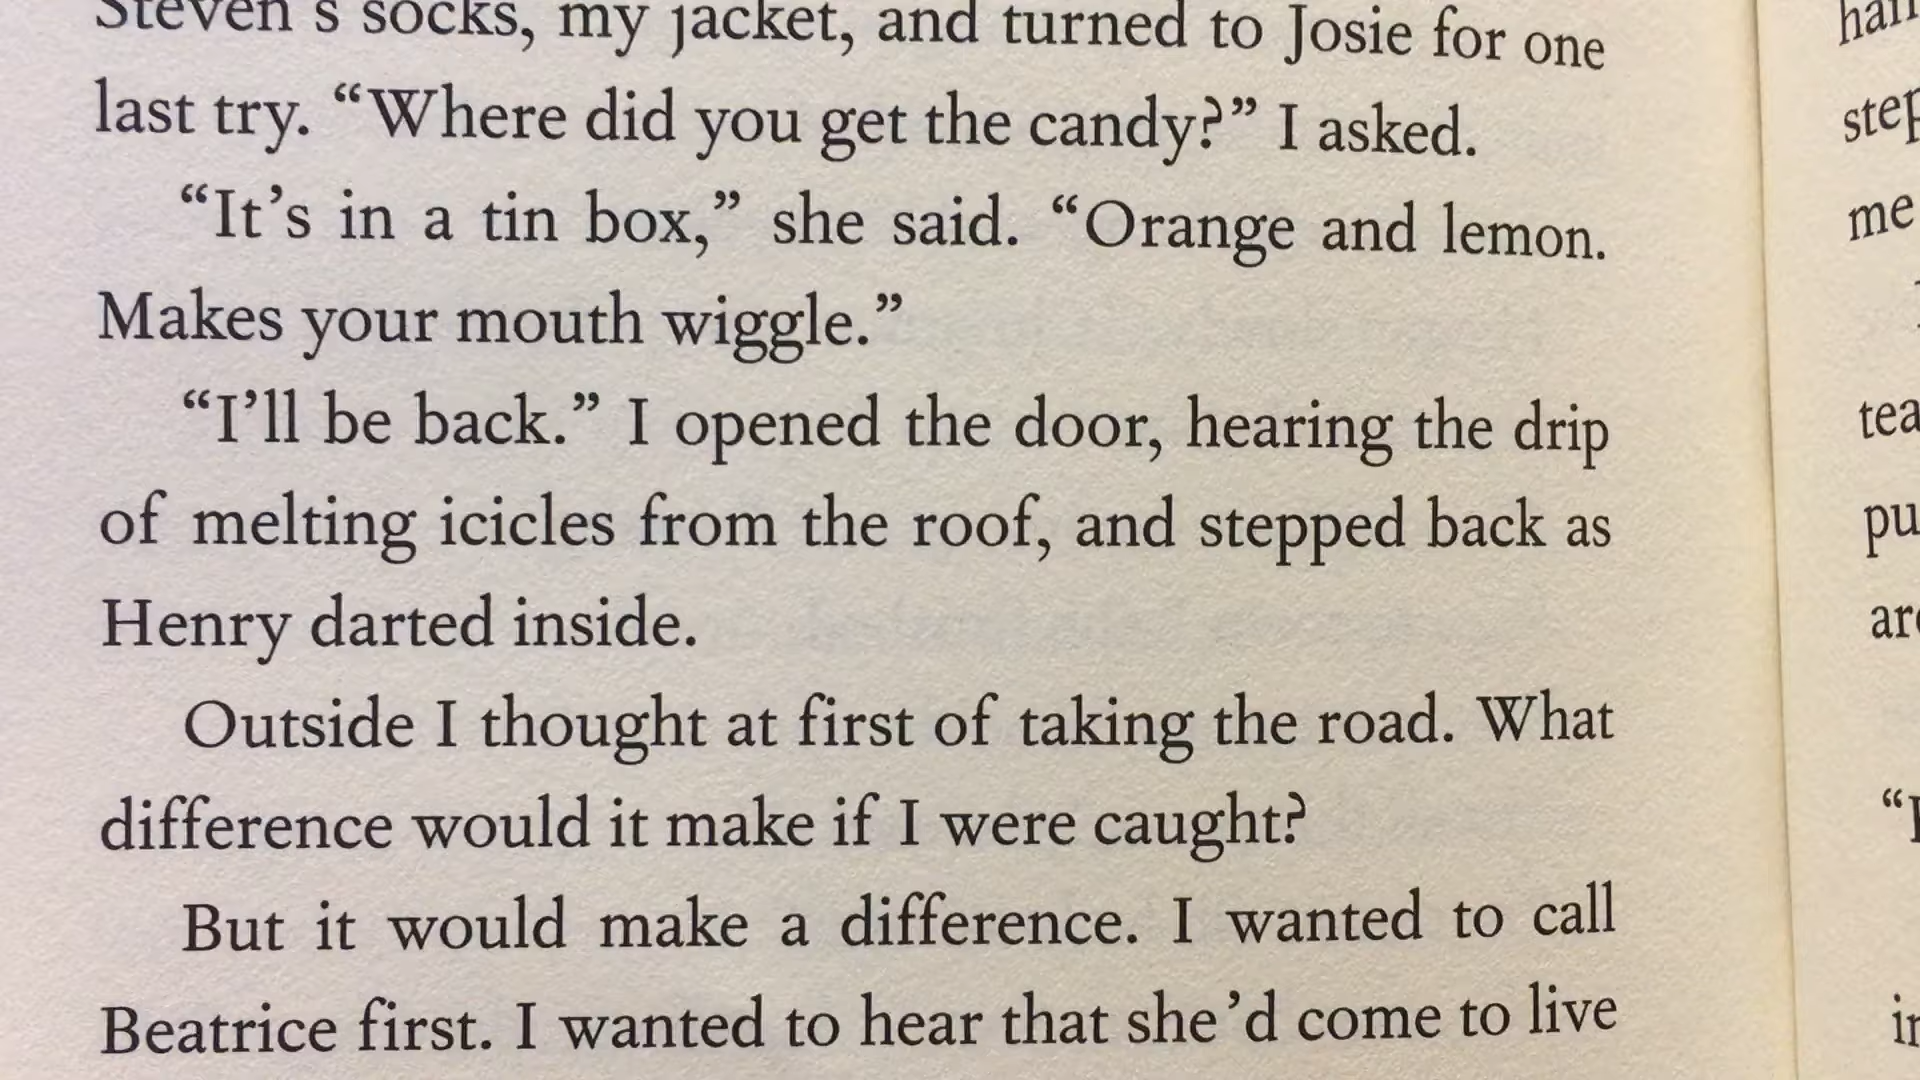 Steven's socks, my jacket, and turned to Josie for one
last try. “Where did you get the candy?” I asked.
“It’s in a tin box,” she said. “Orange and lemon.
Makes your mouth wiggle.”
“I’ll be back.” I opened the door, hearing the drip
of melting icicles from the roof, and stepped back as
Henry darted inside.
Outside I thought at first of taking the road. What
difference would it make if I were caught?
But it would make a difference. I wanted to call
Beatrice first. I wanted to hear that she’d come to live
me